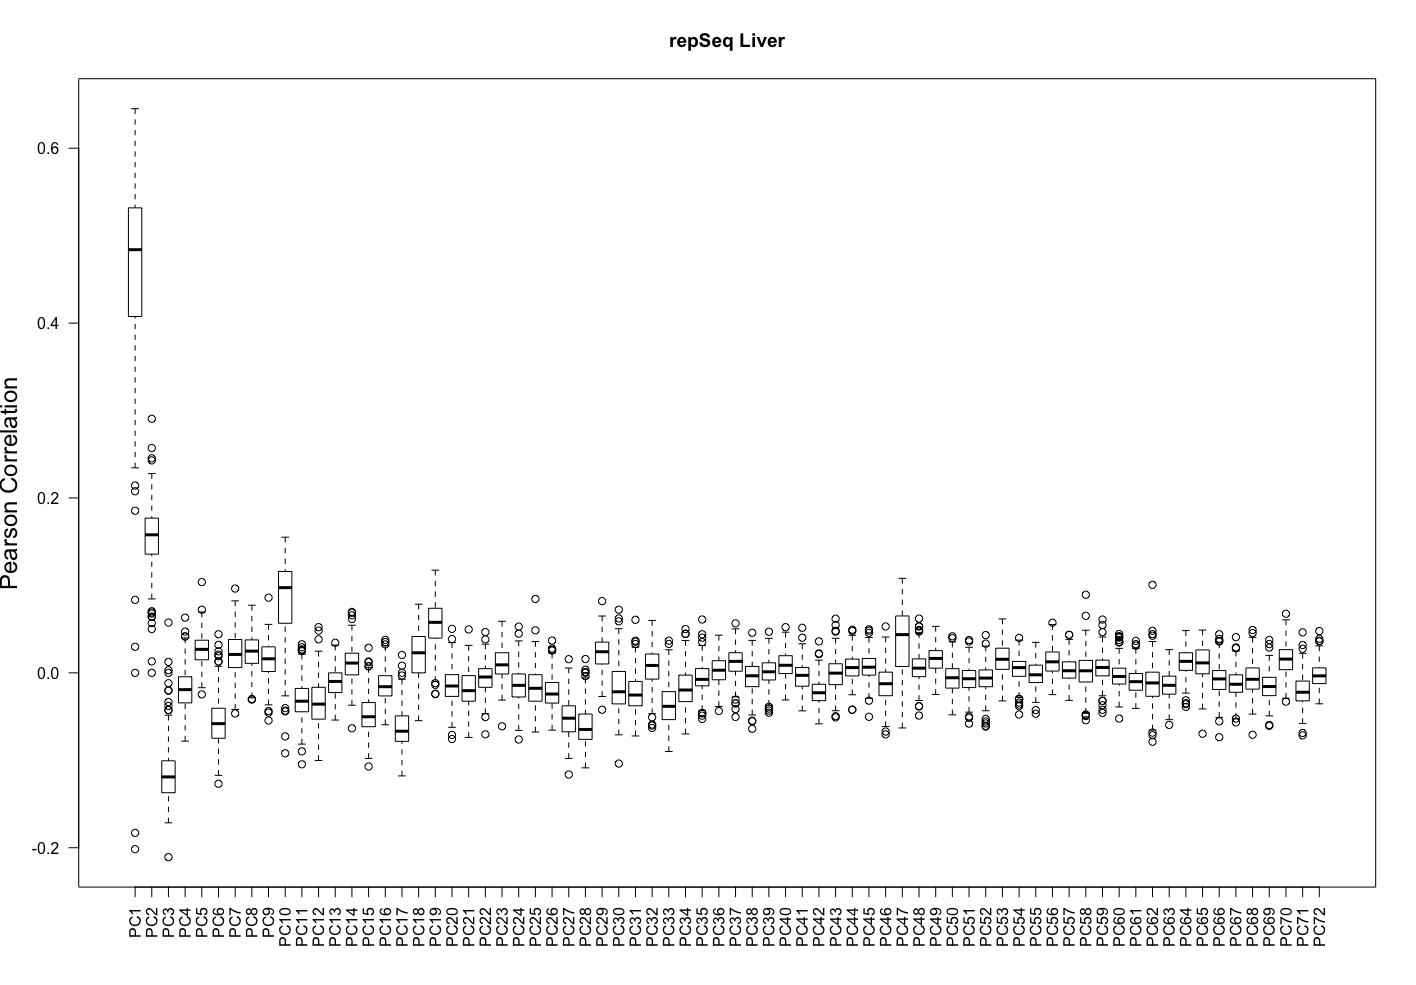 repSeq Liver
Pearson Correlation
0.6
0.4
0.2
0.0
-0.2
PC1
PC2
PC3
PC4
PC5
PC6
PC7
PC8
PC9
PC10
PC11
PC12
PC13
PC14
PC15
PC16
PC17
PC18
PC19
PC20
PC21
PC22
PC23
PC24
PC25
PC26
PC27
PC28
PC29
PC30
PC31
PC32
PC33
PC34
PC35
PC36
PC37
PC38
PC39
PC40
PC41
PC42
PC43
PC44
PC45
PC46
PC47
PC48
PC49
PC50
PC51
PC52
PC53
PC54
PC55
PC56
PC57
PC58
PC59
PC60
PC61
PC62
PC63
PC64
PC65
PC66
PC67
PC68
PC69
PC70
PC71
PC72